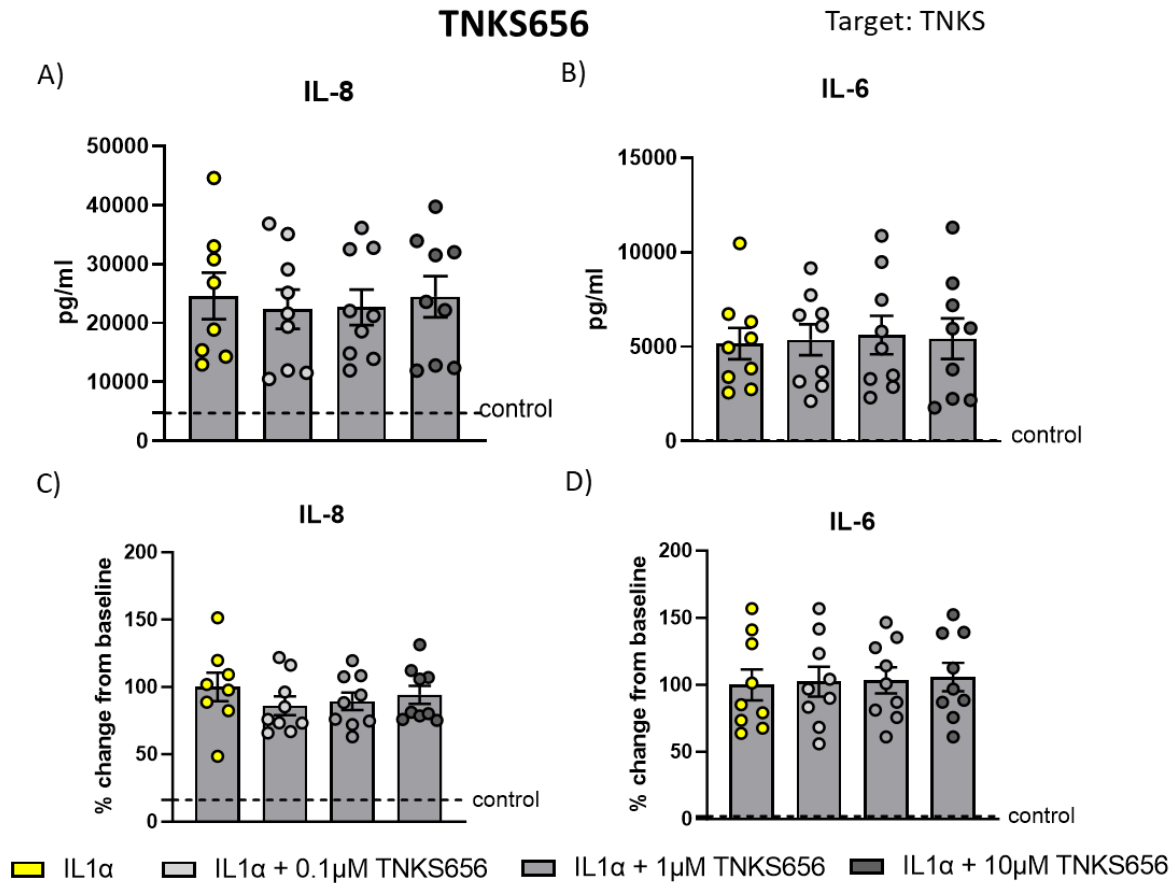 TNKS656 Target: TNKS
A)
IL-8
pg/ml
50000
40000
30000
20000
10000
0
control
B)
IL-6
pg/ml
15000
10000
5000
0
control
C)
IL-8
% change from baseline
200
150
100
50
0
control
D)
IL-6
% change from baseline
200
150
100
50
0
control
IL1α IL1α + 0.1µM TNKS656 IL1α + 1µM TNKS656 IL1α + 10µM TNKS656